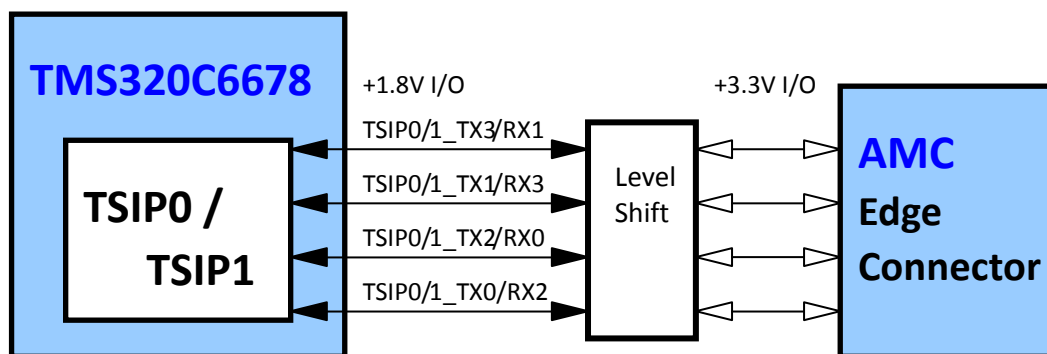 TMS320C6678
+1.8V I/O
+3.3V I/O
TSIP0/1_TX3/RX1
TSIP0/1_TX1/RX3
TSIP0/1_TX2/RX0
TSIP0/1_TX0/RX2
TSIP0 /
TSIP1
Level
Shift
AMC
Edge
Connector